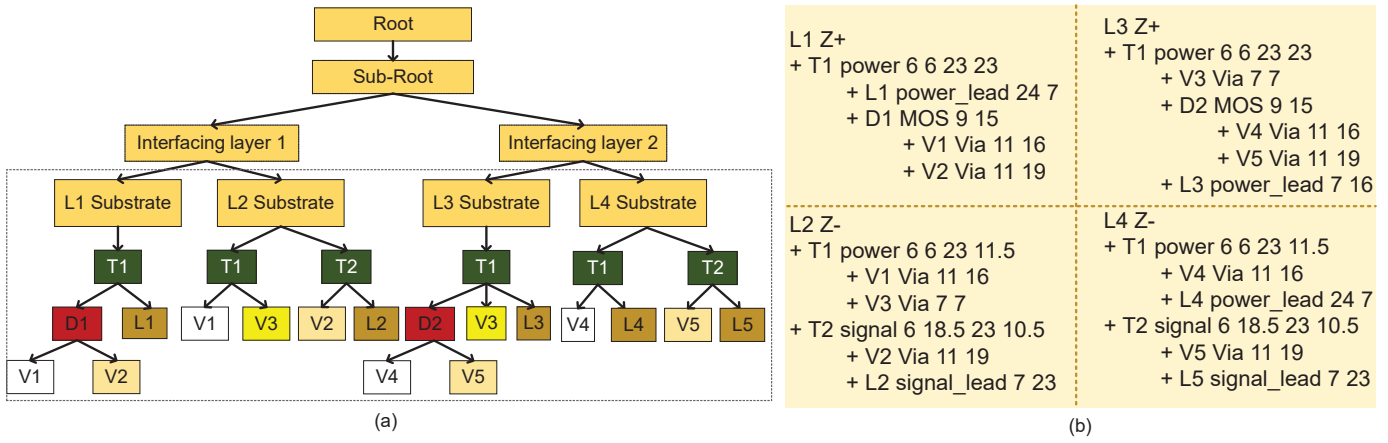 Root
Sub-Root
Interfacing layer 1
Interfacing layer 2
L1 Substrate
L2 Substrate
L3 Substrate
L4 Substrate
T1
T1
T2
T1
T1
T2
D1
L1
V1
V3
V2
L2
D2
V3
L3
V4
L4
V5
L5
V1
V2
V4
V5
(a)
L1 Z+
+ T1 power 6 6 23 23
+ L1 power_lead 24 7
+ D1 MOS 9 15
+ V1 Via 11 16
+ V2 Via 11 19
L3 Z+
+ T1 power 6 6 23 23
+ V3 Via 7 7
+ D2 MOS 9 15
+ V4 Via 11 16
+ V5 Via 11 19
+ L3 power_lead 7 16
L2 Z-
+ T1 power 6 6 23 11.5
+ V1 Via 11 16
+ V3 Via 7 7
+ T2 signal 6 18.5 23 10.5
+ V2 Via 11 19
+ L2 signal_lead 7 23
L4 Z-
+ T1 power 6 6 23 11.5
+ V4 Via 11 16
+ L4 power_lead 24 7
+ T2 signal 6 18.5 23 10.5
+ V5 Via 11 19
+ L5 signal_lead 7 23
(b)